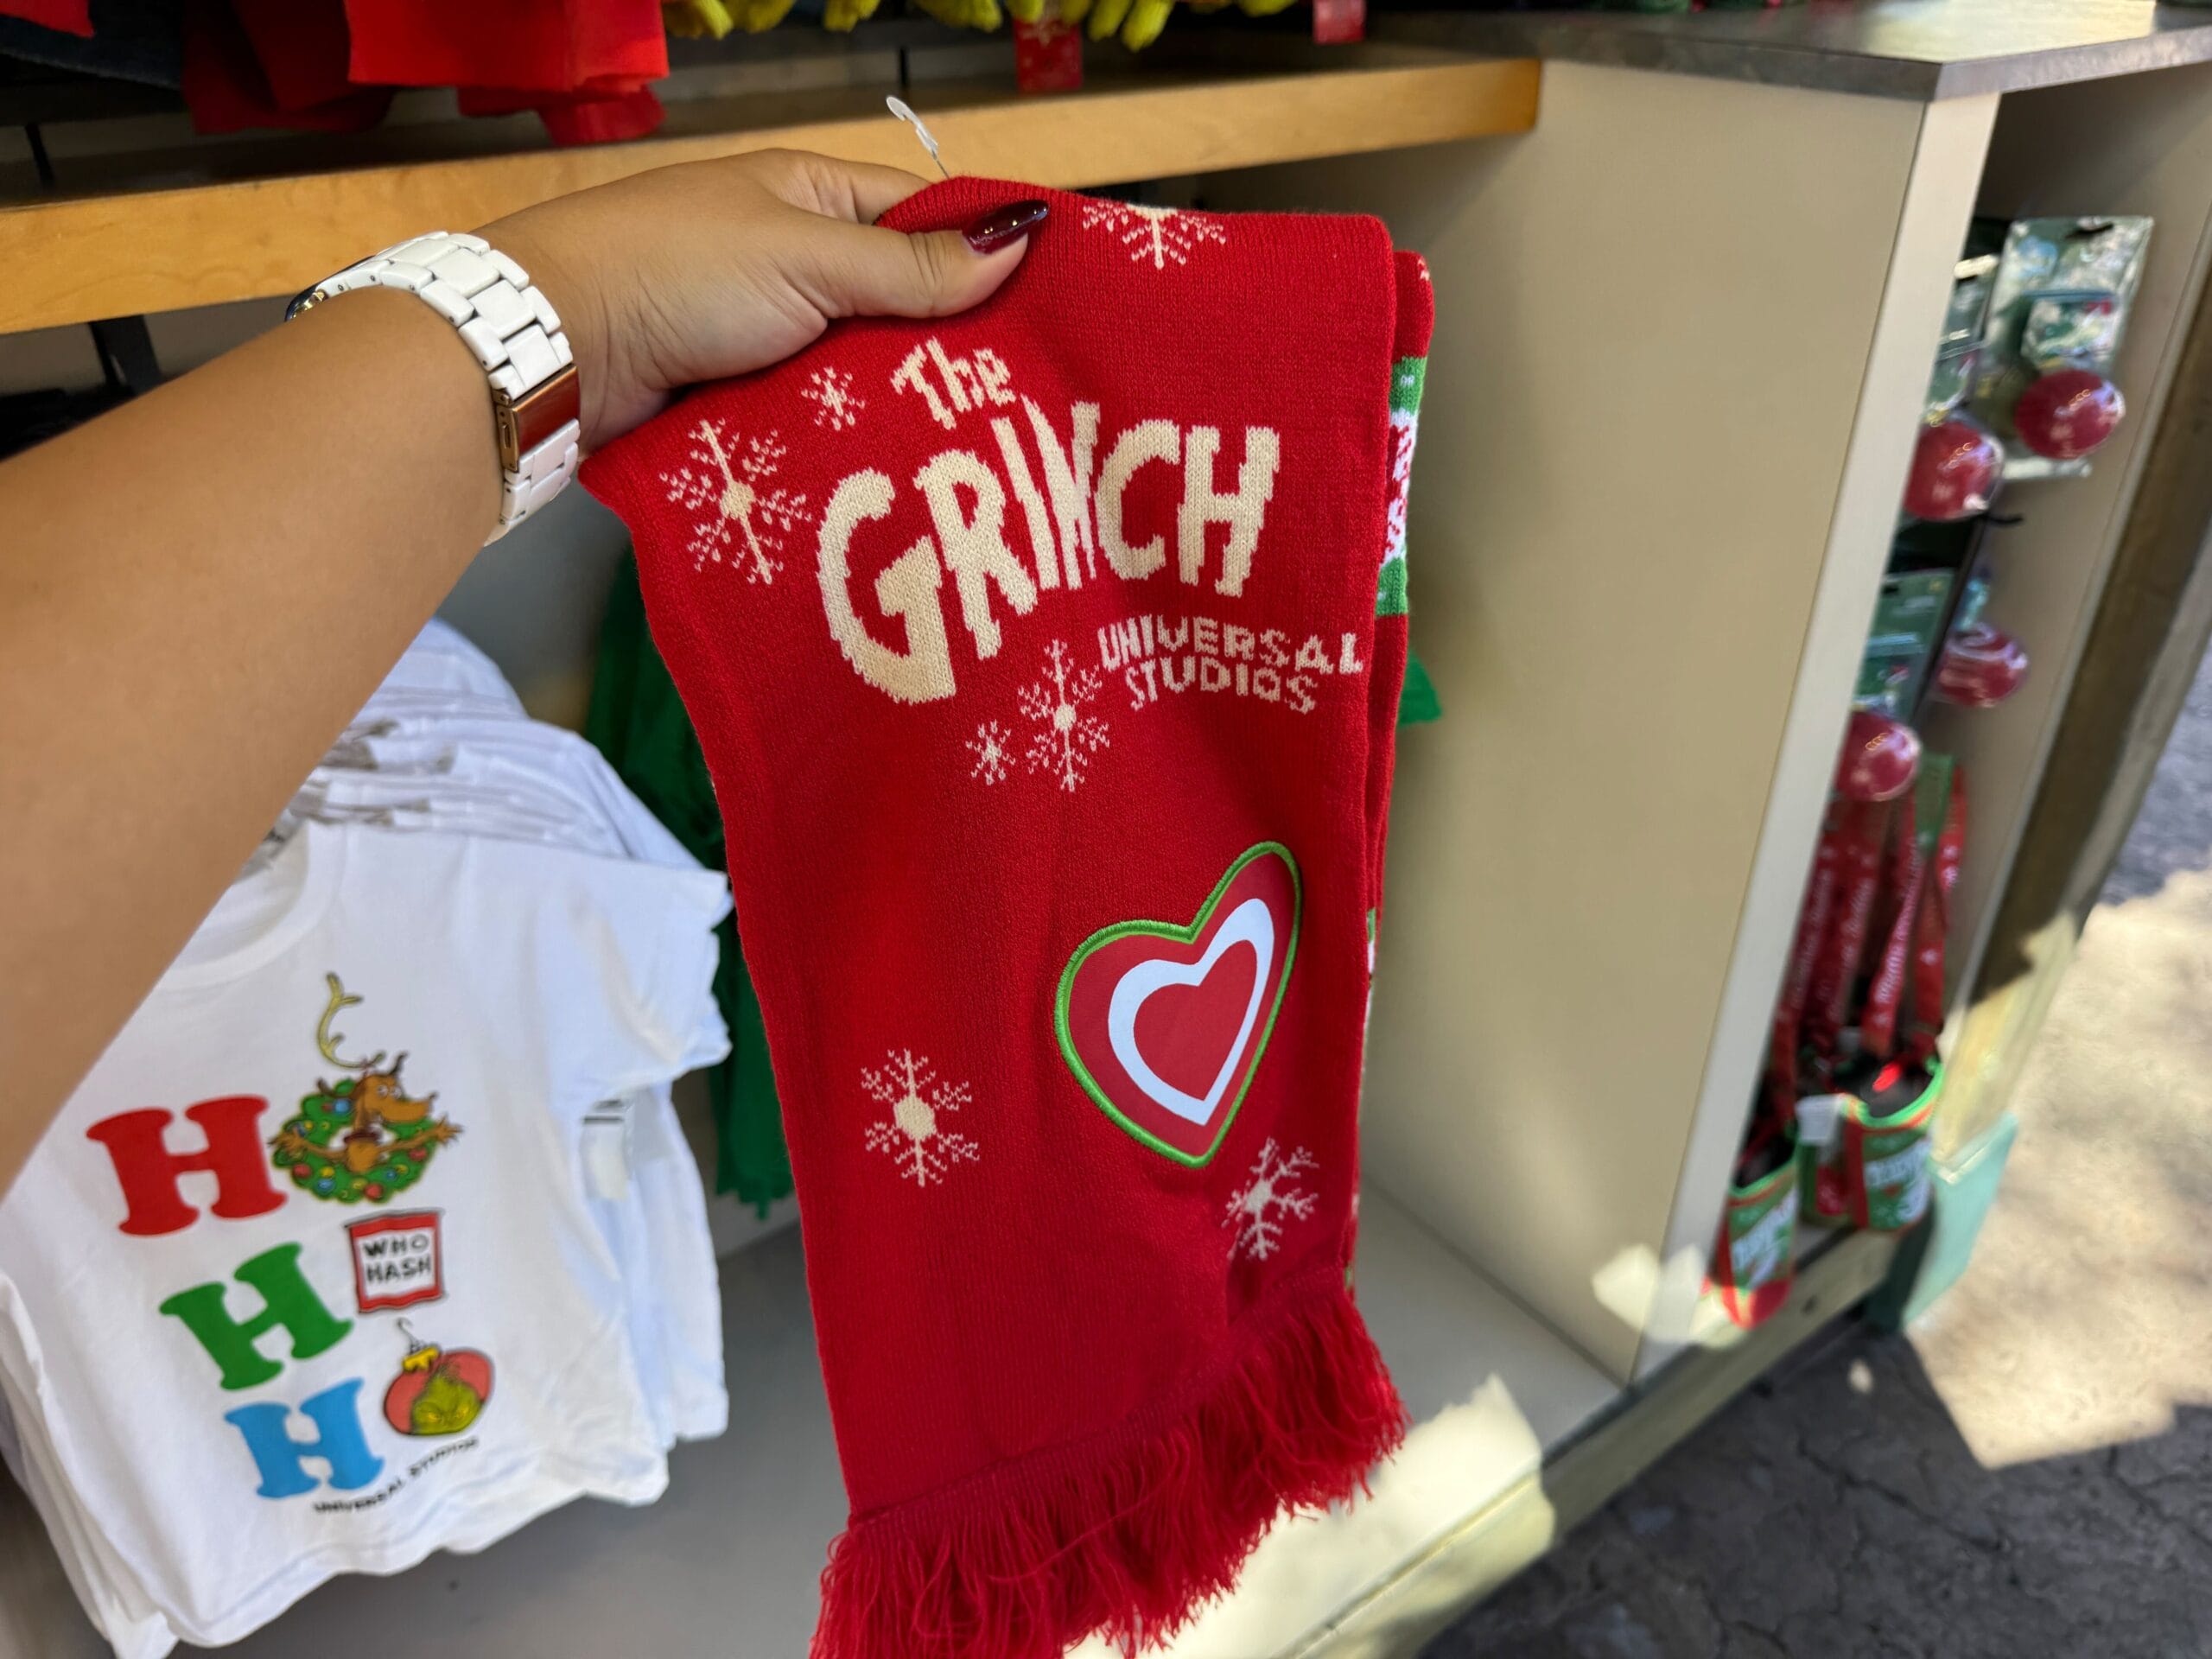 The
GRINCH
UNIVERSAL
STUDIOS
H
WHO
HASH
H
H
UNIVERSAL STUDIOS